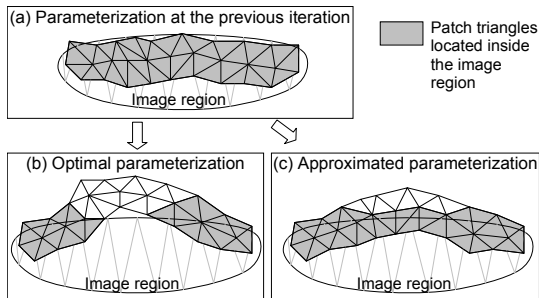 (a) Parameterization at the previous iteration
Image region
Patch triangles
located inside
the image
region
(b) Optimal parameterization
Image region
(c) Approximated parameterization
Image region